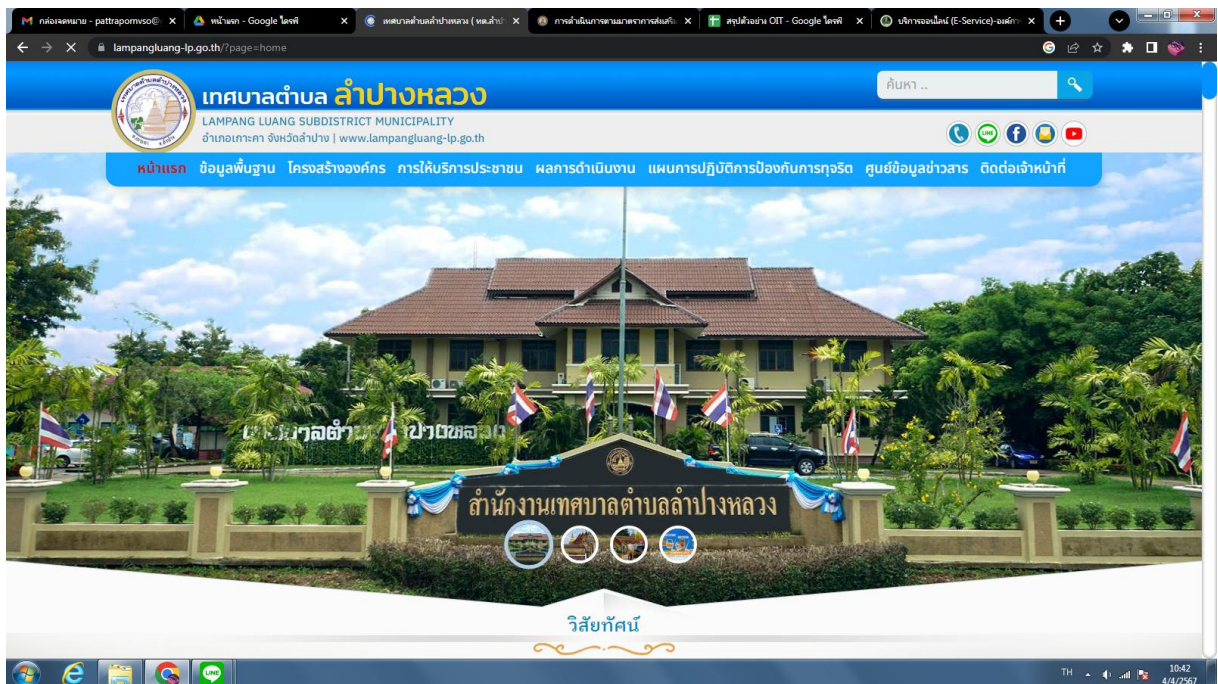 กล่องจดหมาย - pattrapornvso@
หน้าแรก - Google ไดรฟ์
เทศบาลตำบลลำปางหลวง ( ทต.ลำปา
การดำเนินการตามมาตรการส่งเสริม
สรุปตัวอย่าง OIT - Google ไดรฟ์
บริการออนไลน์ (E-Service)-องค์กา
lampangluang-lp.go.th/?page=home
เทศบาลตำบล ลำปางหลวง
ค้นหา ..
LAMPANG LUANG SUBDISTRICT MUNICIPALITY
อำเภอเกาะคา จังหวัดลำปาง | www.lampangluang-lp.go.th
หน้าแรก ข้อมูลพื้นฐาน โครงสร้างองค์กร การให้บริการประชาชน ผลการดำเนินงาน แผนการปฏิบัติการป้องกันการทุจริต ศูนย์ข้อมูลข่าวสาร ติดต่อเจ้าหน้าที่
สำนักงานเทศบาลตำบลลำปางหลวง
วิสัยทัศน์
LINE
TH
10:42
4/4/2567